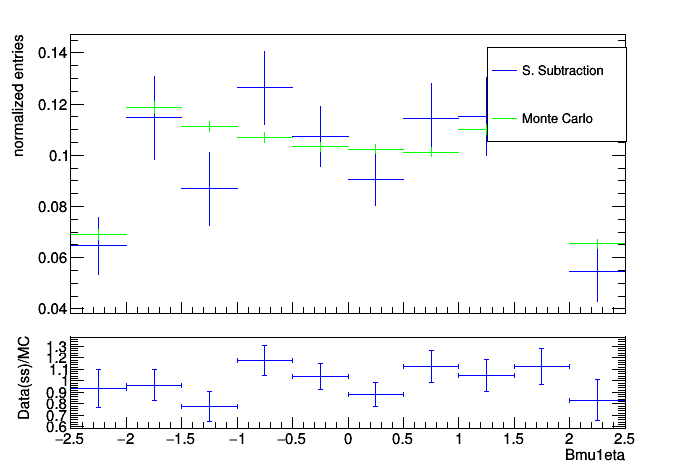 normalized entries
0.14
0.12
0.1
0.08
0.06
0.04
S. Subtraction
Monte Carlo
Data(ss)/MC
1.3
1.2
1.1
1
0.9
0.8
0.7
0.6
−2.5 −2 −1.5 −1 −0.5 0 0.5 1 1.5 2 2.5
Bmu1eta